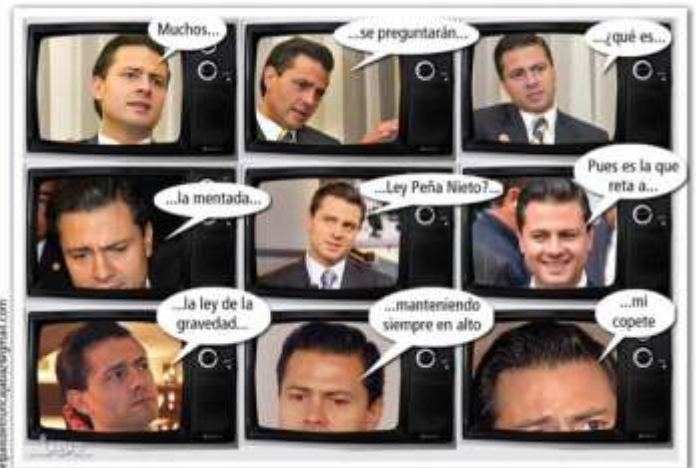 Muchos...
...se preguntarán...
...¿qué es...
...la mentada...
...Ley Peña Nieto?...
Pues es la que
reta a...
...la ley de la
gravedad...
...manteniendo
siempre en alto
...mi
copete